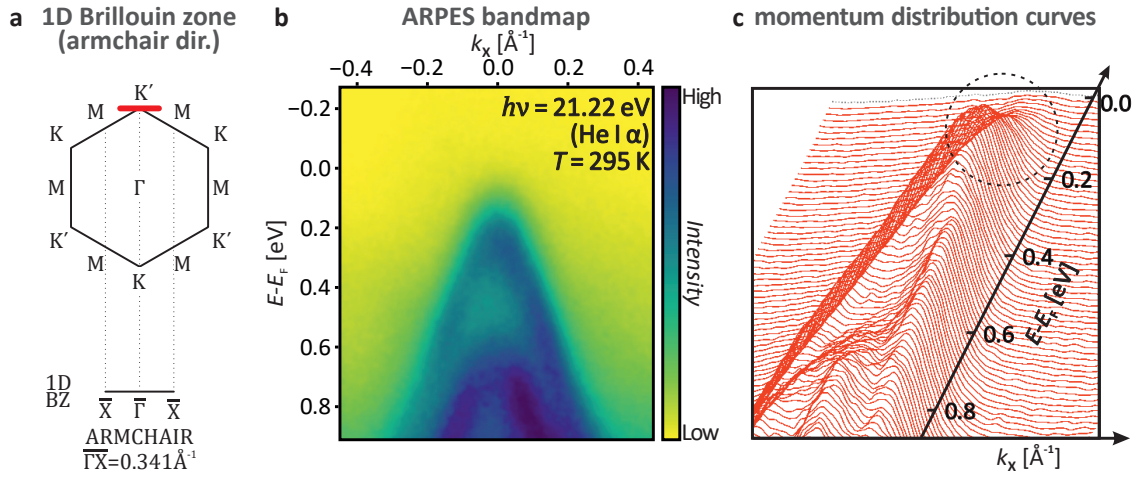 a 1D Brillouin zone
(armchair dir.)
K′
M M
K K
M Γ M
K′ K′
M M
K
1D
BZ
X̅ Γ̅ X̅
ARMCHAIR
Γ̅X̅=0.341Å⁻¹
b ARPES bandmap
kₓ [Å⁻¹]
−0.4 −0.2 0.0 0.2 0.4
−0.2
0.0
0.2
0.4
0.6
0.8
E-E_F [eV]
hν = 21.22 eV
(He I α)
T = 295 K
High
Intensity
Low
c momentum distribution curves
0.0
0.2
0.4
0.6
0.8
E-E_F [eV]
kₓ [Å⁻¹]